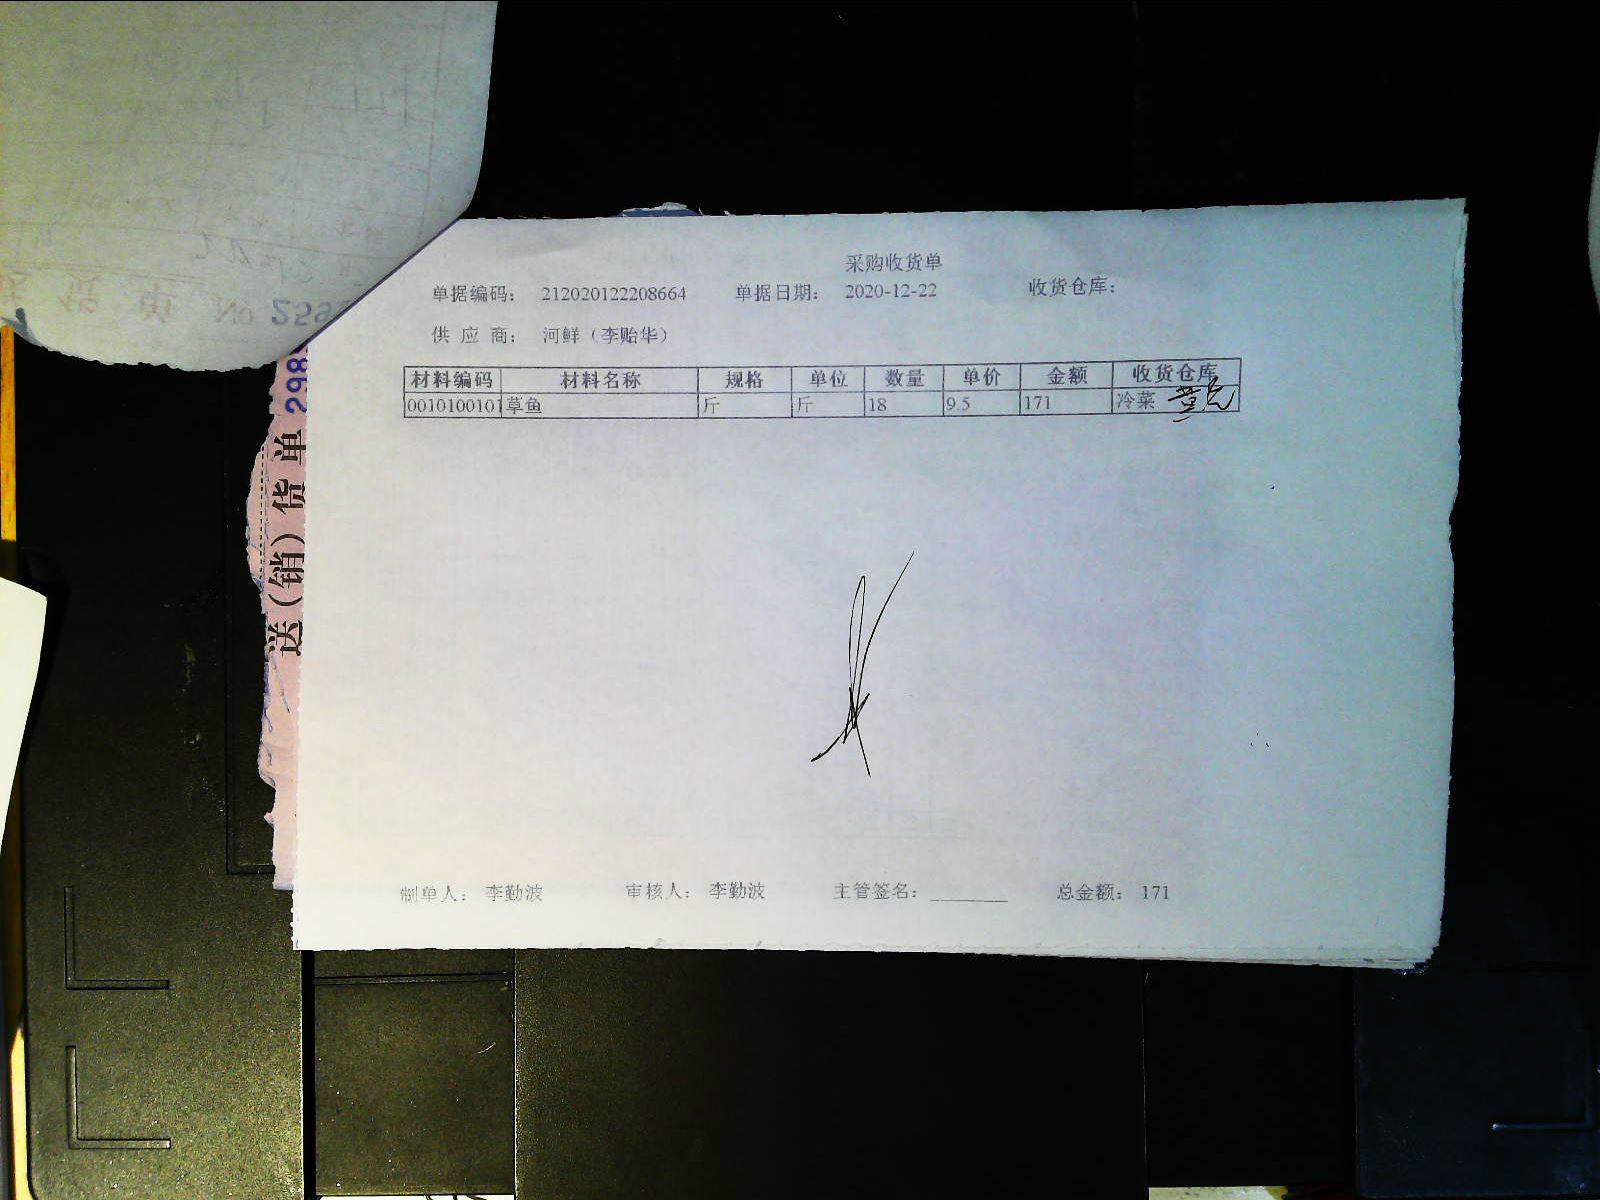 采购收货单
单据编码： 212020122208664 单据日期： 2020-12-22 收货仓库：
供 应 商： 河鲜（李贻华）
材料编码 材料名称 规格 单位 数量 单价 金额 收货仓库
0010100101 草鱼 斤 斤 18 9.5 171 冷菜
制单人： 李勤波 审核人： 李勤波 主管签名： 总金额： 171
送（销）货单 298